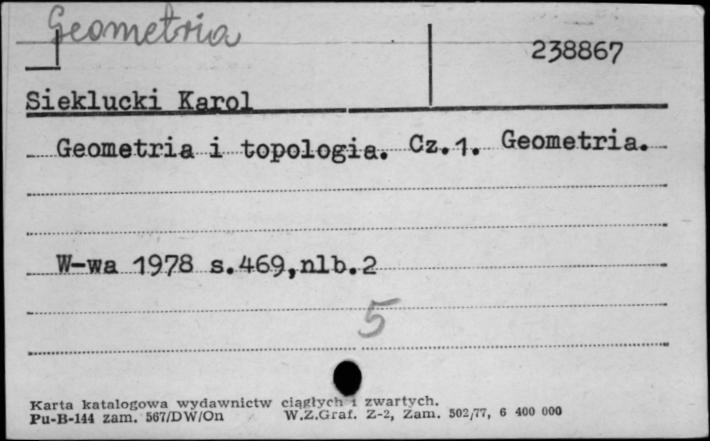 Geometria
238867
Sieklucki Karol
Geometria i topologia. Cz.1. Geometria.
W-wa 1978 s.469,nlb.2
5
Karta katalogowa wydawnictw ciągłych i zwartych.
Pu-B-144 zam. 567/DW/On W.Z.Graf. Z-2, Zam. 502/77, 6 400 000